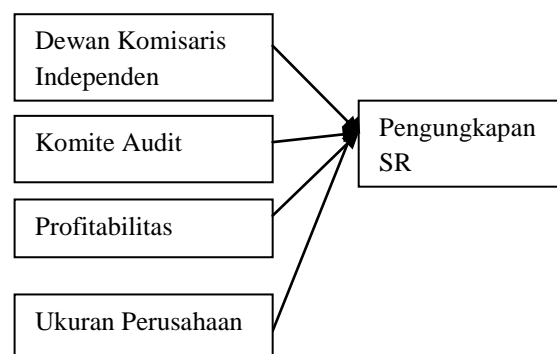 Dewan Komisaris
Independen
Komite Audit
Profitabilitas
Ukuran Perusahaan
Pengungkapan
SR